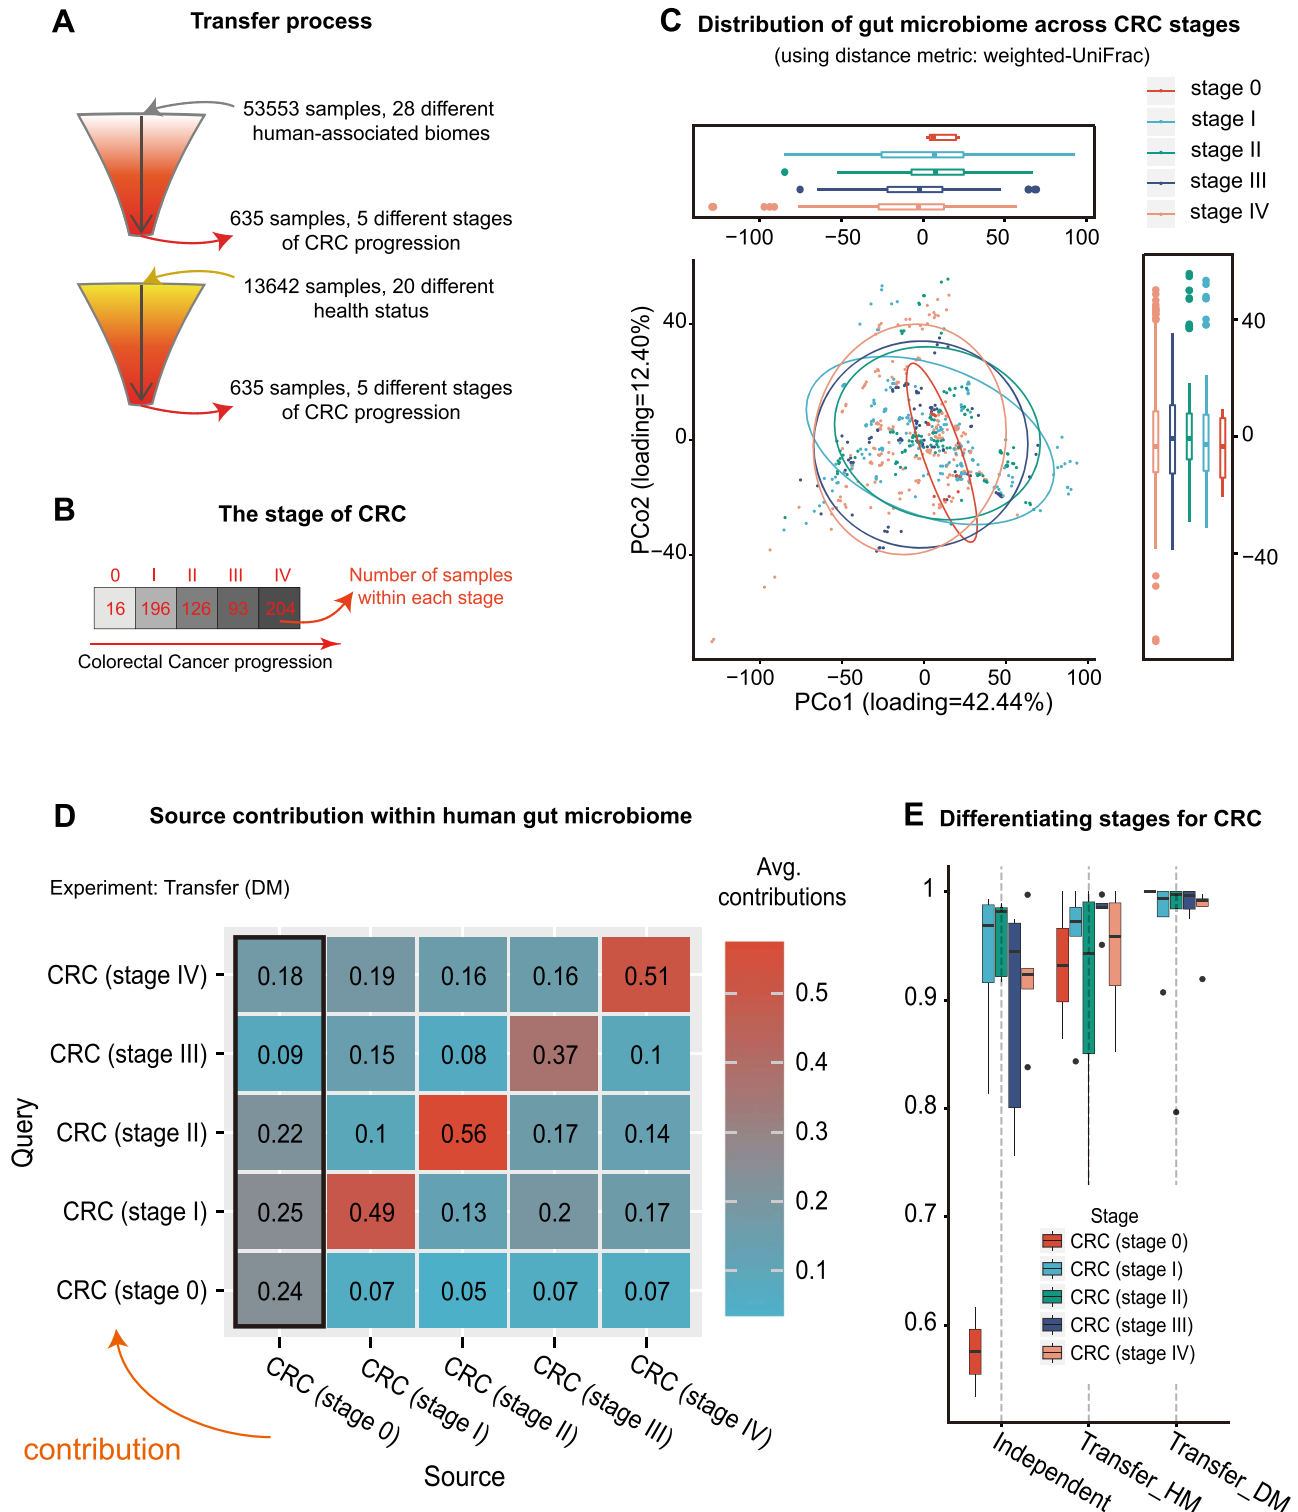 A
Transfer process
53553 samples, 28 different
human-associated biomes
635 samples, 5 different stages
of CRC progression
13642 samples, 20 different
health status
635 samples, 5 different stages
of CRC progression
B
The stage of CRC
0 I II III IV
16 196 126 93 204
Number of samples
within each stage
Colorectal Cancer progression
C
Distribution of gut microbiome across CRC stages
(using distance metric: weighted-UniFrac)
stage 0
stage I
stage II
stage III
stage IV
−100 −50 0 50 100
40
0
−40
PCo2 (loading=12.40%)
40
0
−40
−100 −50 0 50 100
PCo1 (loading=42.44%)
D
Source contribution within human gut microbiome
Experiment: Transfer (DM)
Avg.
contributions
0.5
0.4
0.3
0.2
0.1
Query
CRC (stage IV) 0.18 0.19 0.16 0.16 0.51
CRC (stage III) 0.09 0.15 0.08 0.37 0.1
CRC (stage II) 0.22 0.1 0.56 0.17 0.14
CRC (stage I) 0.25 0.49 0.13 0.2 0.17
CRC (stage 0) 0.24 0.07 0.05 0.07 0.07
CRC (stage 0)
CRC (stage I)
CRC (stage II)
CRC (stage III)
CRC (stage IV)
contribution
Source
E
Differentiating stages for CRC
1
0.9
0.8
0.7
0.6
Stage
CRC (stage 0)
CRC (stage I)
CRC (stage II)
CRC (stage III)
CRC (stage IV)
Independent
Transfer_HM
Transfer_DM